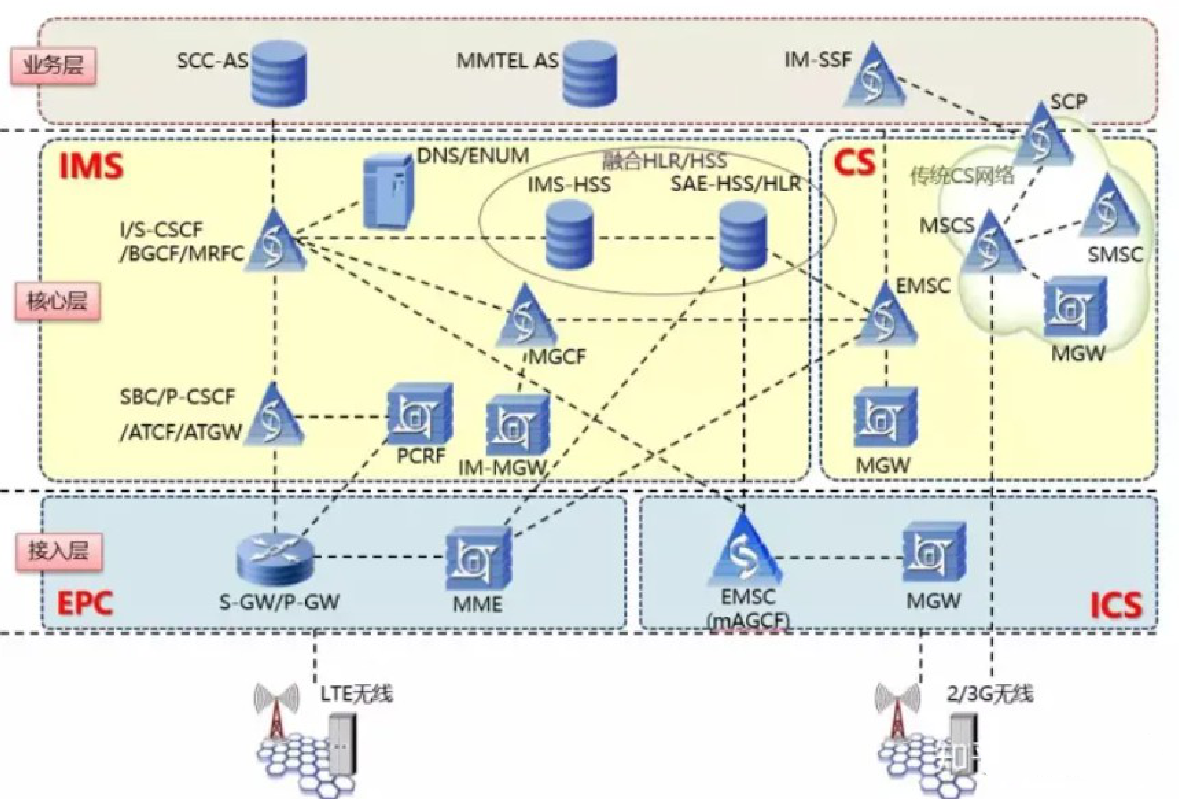 业务层
SCC-AS
MMTEL AS
IM-SSF
SCP
IMS
DNS/ENUM
融合HLR/HSS
IMS-HSS
SAE-HSS/HLR
CS
传统CS网络
I/S-CSCF
/BGCF/MRFC
MSCS
SMSC
核心层
EMSC
MGW
MGCF
SBC/P-CSCF
/ATCF/ATGW
PCRF
IM-MGW
MGW
接入层
EPC
S-GW/P-GW
MME
EMSC
(mAGCF)
MGW
ICS
LTE无线
2/3G无线
知